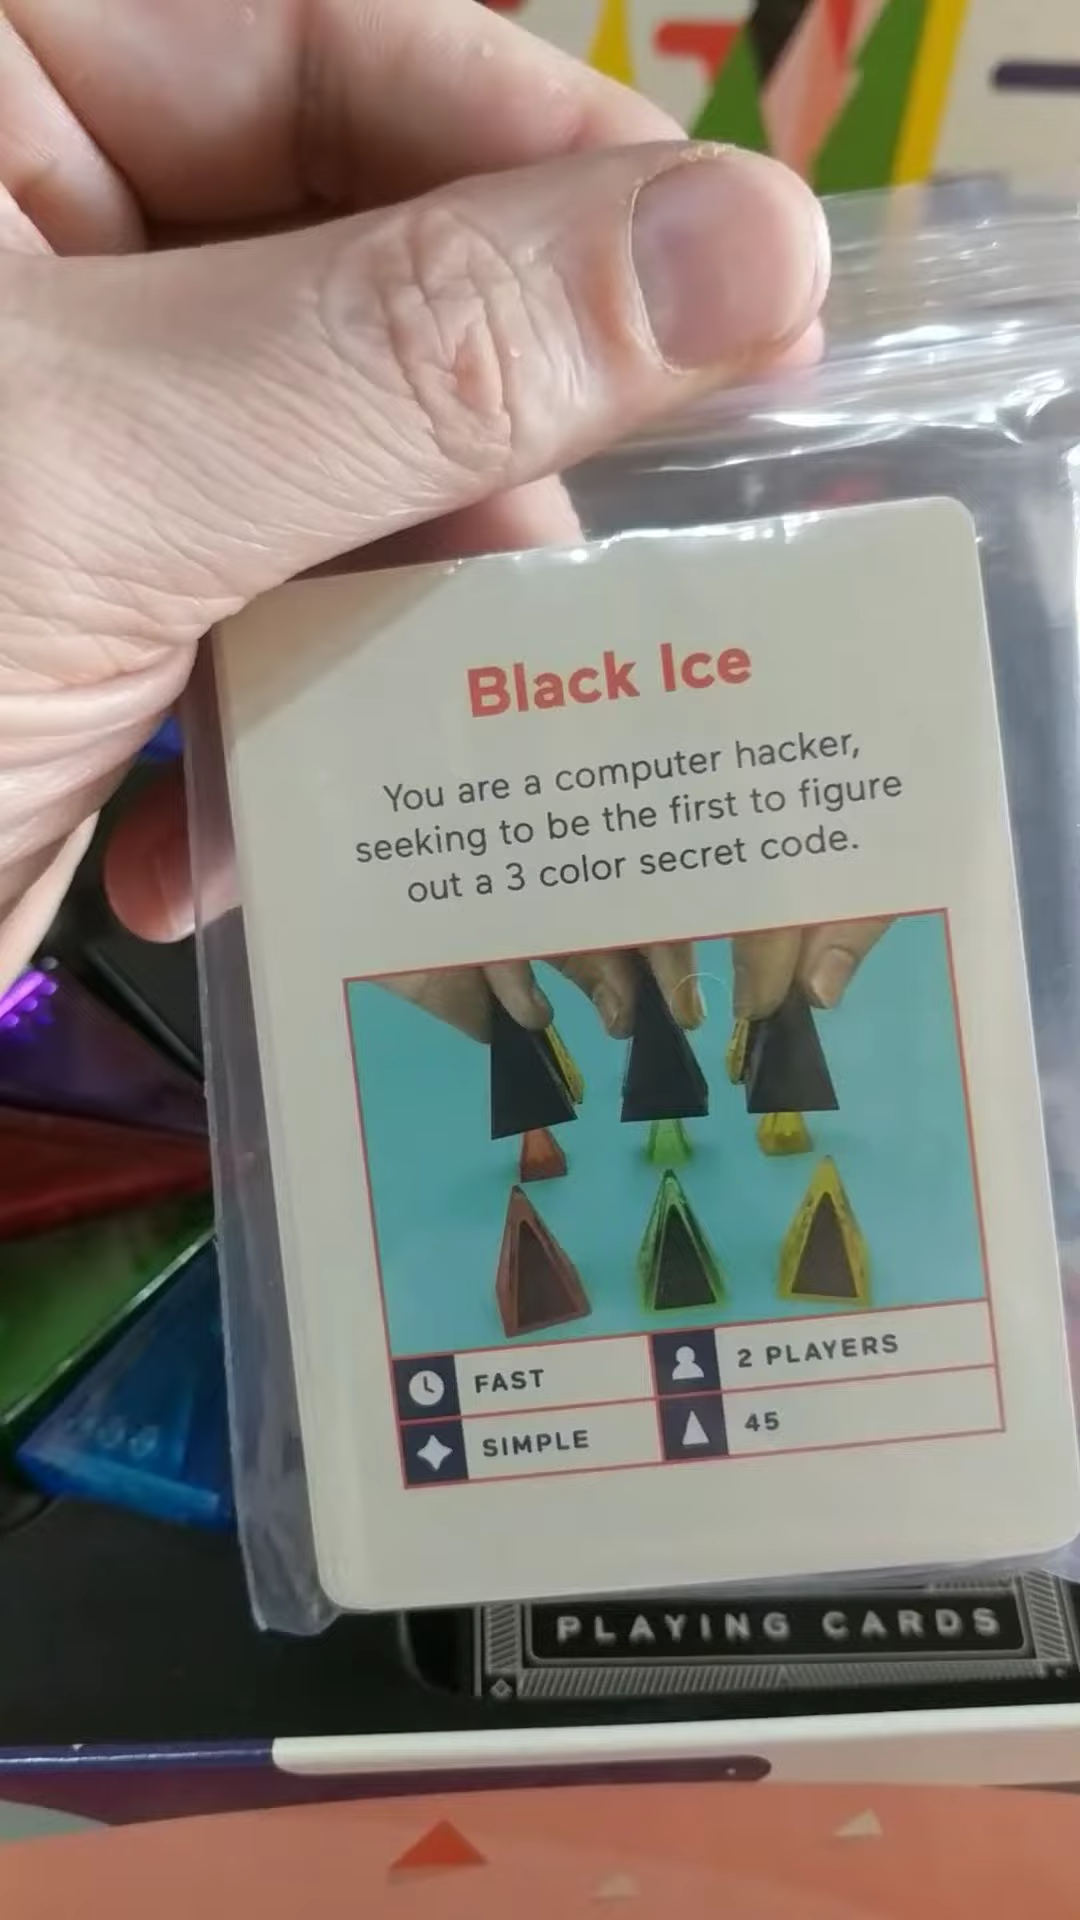 Black Ice
You are a computer hacker,
seeking to be the first to figure
out a 3 color secret code.
FAST
2 PLAYERS
SIMPLE
45
PLAYING CARDS